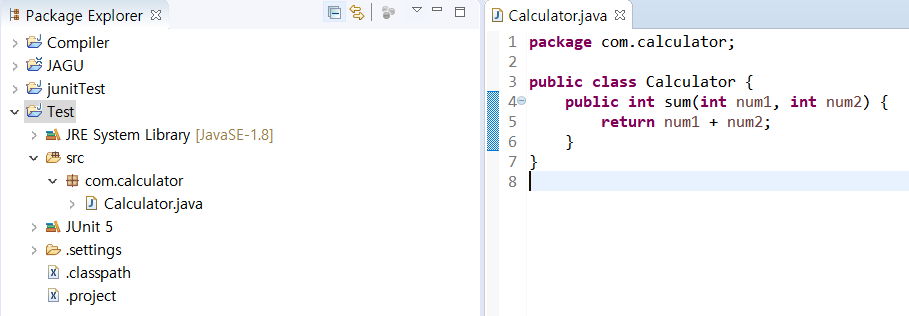 Package Explorer
Compiler
JAGU
junitTest
Test
JRE System Library [JavaSE-1.8]
src
com.calculator
Calculator.java
JUnit 5
.settings
.classpath
.project
Calculator.java
1 package com.calculator;
2
3 public class Calculator {
4     public int sum(int num1, int num2) {
5         return num1 + num2;
6     }
7 }
8